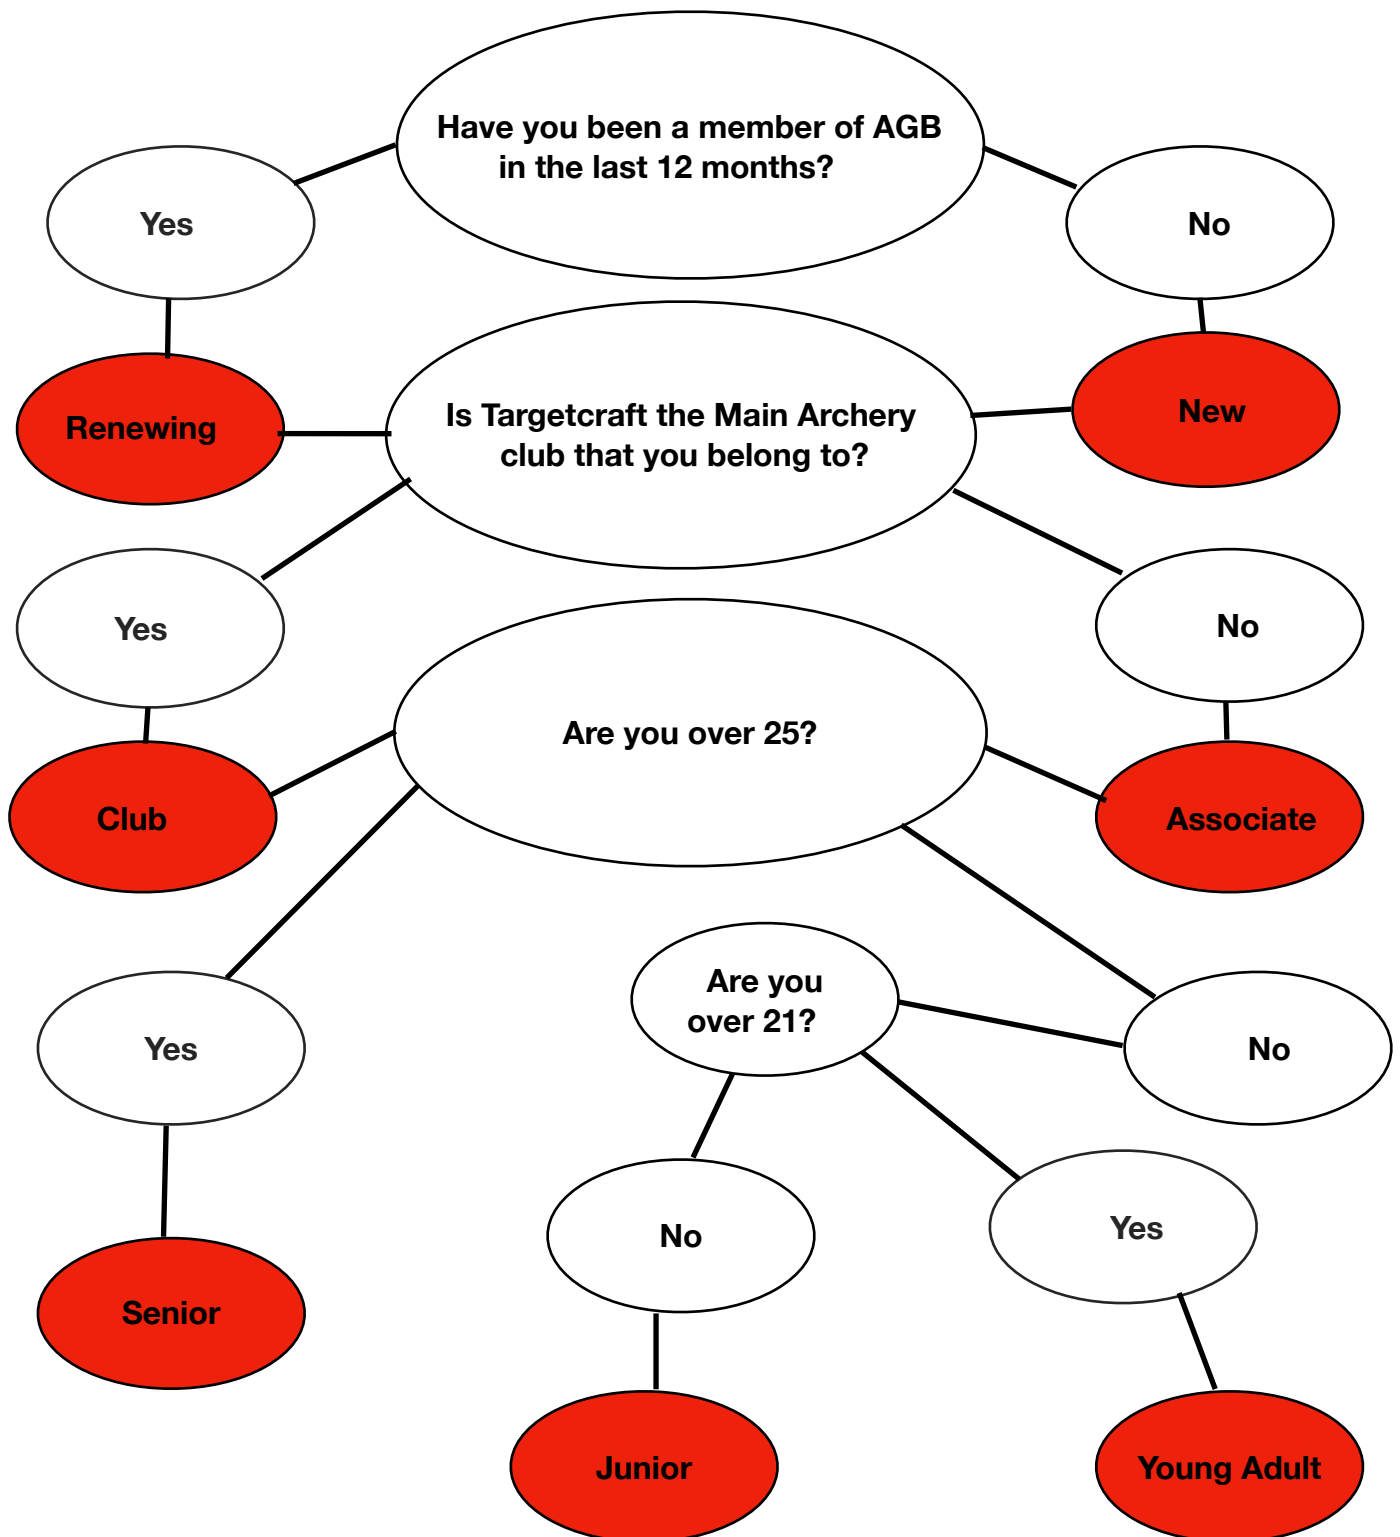 Have you been a member of AGB
in the last 12 months?
Yes
No
Renewing
Is Targetcraft the Main Archery
club that you belong to?
New
Yes
No
Club
Are you over 25?
Associate
Yes
Are you
over 21?
No
No
Yes
Senior
Junior
Young Adult